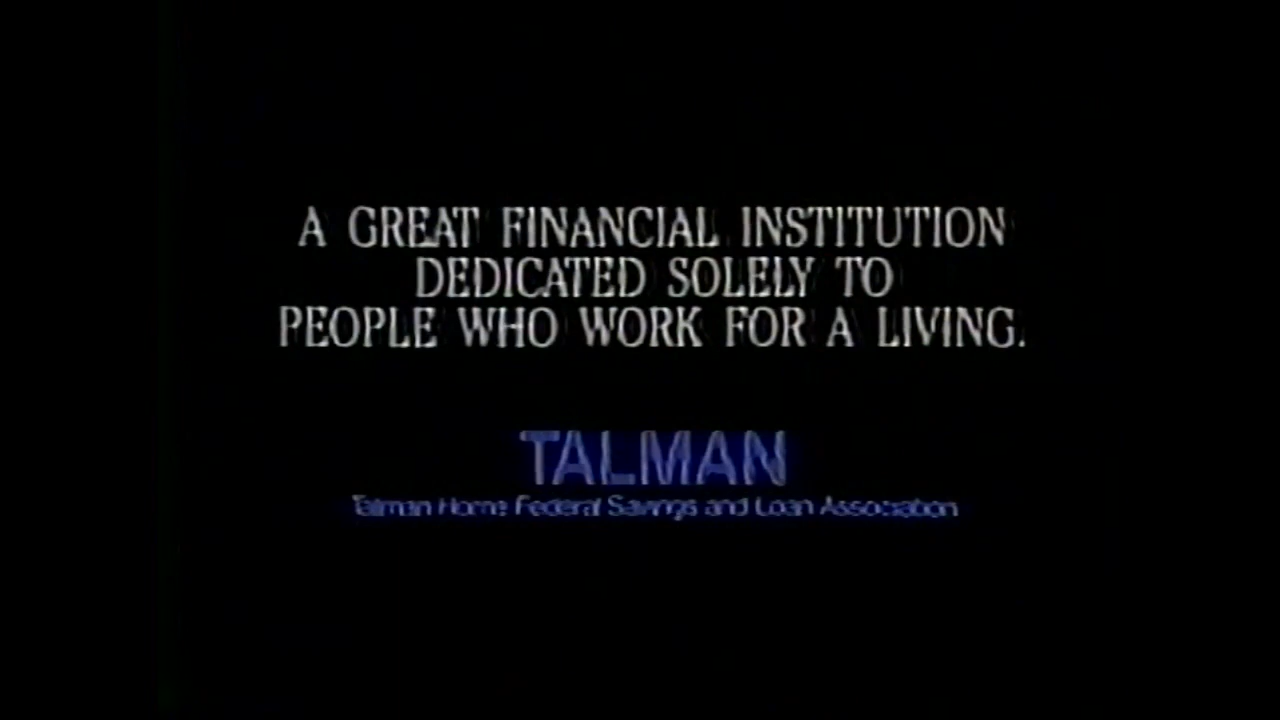 A GREAT FINANCIAL INSTITUTION
DEDICATED SOLELY TO
PEOPLE WHO WORK FOR A LIVING.
TALMAN
Talman Home Federal Savings and Loan Association